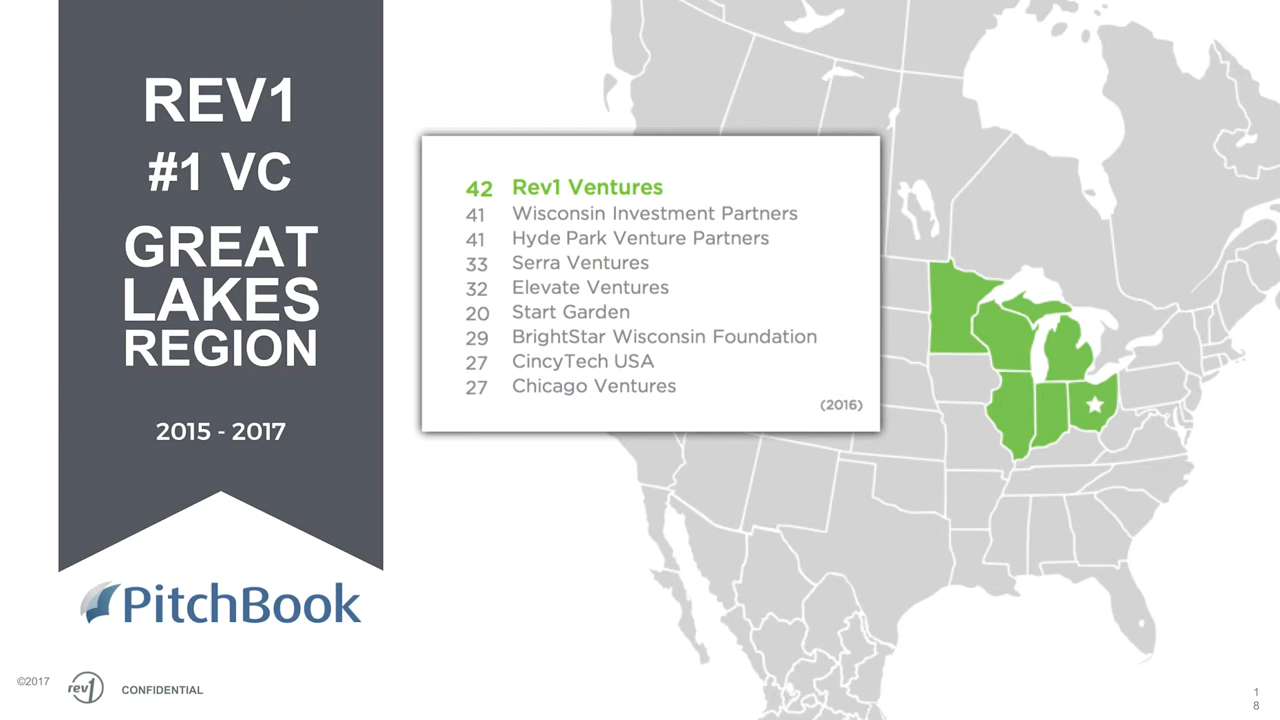 REV1
#1 VC
GREAT
LAKES
REGION
2015 - 2017
PitchBook
42 Rev1 Ventures
41 Wisconsin Investment Partners
41 Hyde Park Venture Partners
33 Serra Ventures
32 Elevate Ventures
20 Start Garden
29 BrightStar Wisconsin Foundation
27 CincyTech USA
27 Chicago Ventures
(2016)
©2017
rev1
CONFIDENTIAL
1
8